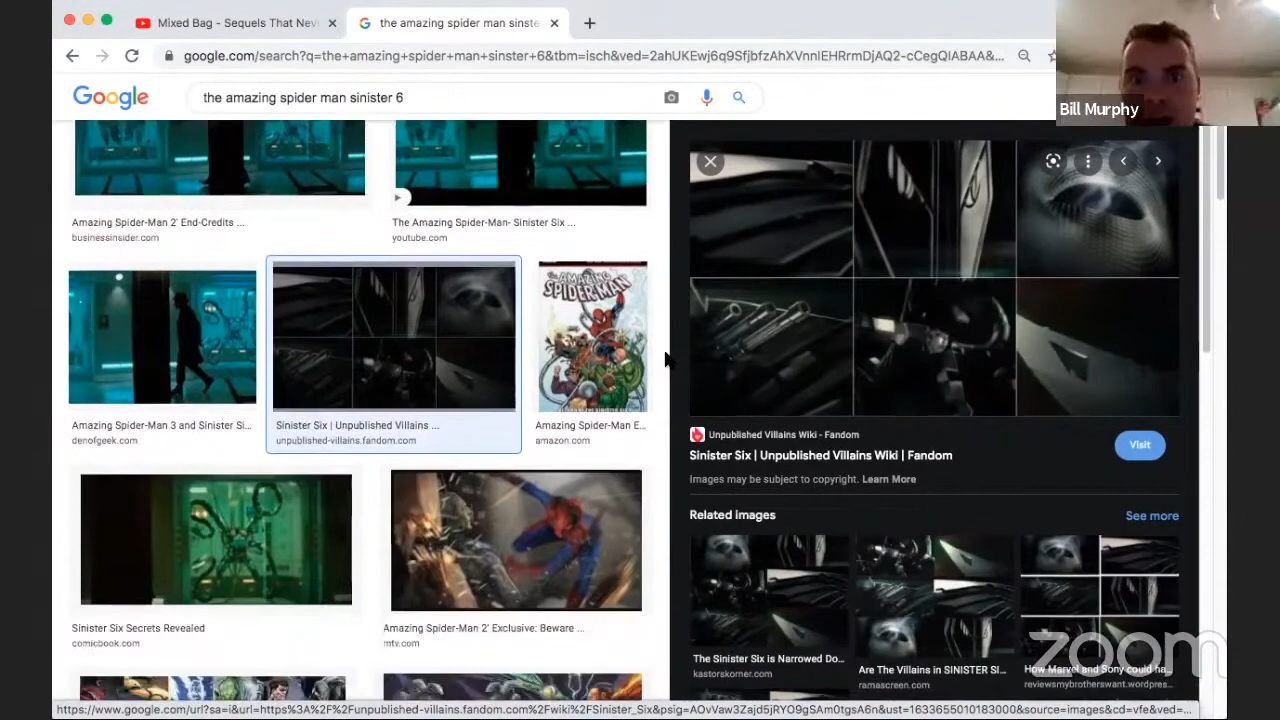 Mixed Bag - Sequels That Nev
the amazing spider man sinste
google.com/search?q=the+amazing+spider+man+sinster+6&tbm=isch&ved=2ahUKEwj6q9SfjbfzAhXVnnIEHRrmDjAQ2-cCegQIABAA&...
Bill Murphy
Google
the amazing spider man sinister 6
Amazing Spider-Man 2' End-Credits ...
businessinsider.com
The Amazing Spider-Man- Sinister Six ...
youtube.com
THE AMAZING
SPIDER-MAN
Amazing Spider-Man 3 and Sinister Si...
denofgeek.com
Sinister Six | Unpublished Villains ...
unpublished-villains.fandom.com
Amazing Spider-Man E...
amazon.com
Unpublished Villains Wiki - Fandom
Sinister Six | Unpublished Villains Wiki | Fandom
Visit
Images may be subject to copyright. Learn More
Related images
See more
Sinister Six Secrets Revealed
comicbook.com
Amazing Spider-Man 2' Exclusive: Beware ...
mtv.com
The Sinister Six is Narrowed Do...
kastorskorner.com
Are The Villains in SINISTER SI...
ramascreen.com
How Marvel and Sony could ha...
reviewsmybrotherswant.wordpres...
zoom
https://www.google.com/url?sa=i&url=https%3A%2F%2Funpublished-villains.fandom.com%2Fwiki%2FSinister_Six&psig=AOvVaw3Zajd5jRYO9gSAm0tgsA6n&ust=1633655010183000&source=images&cd=vfe&ved=...